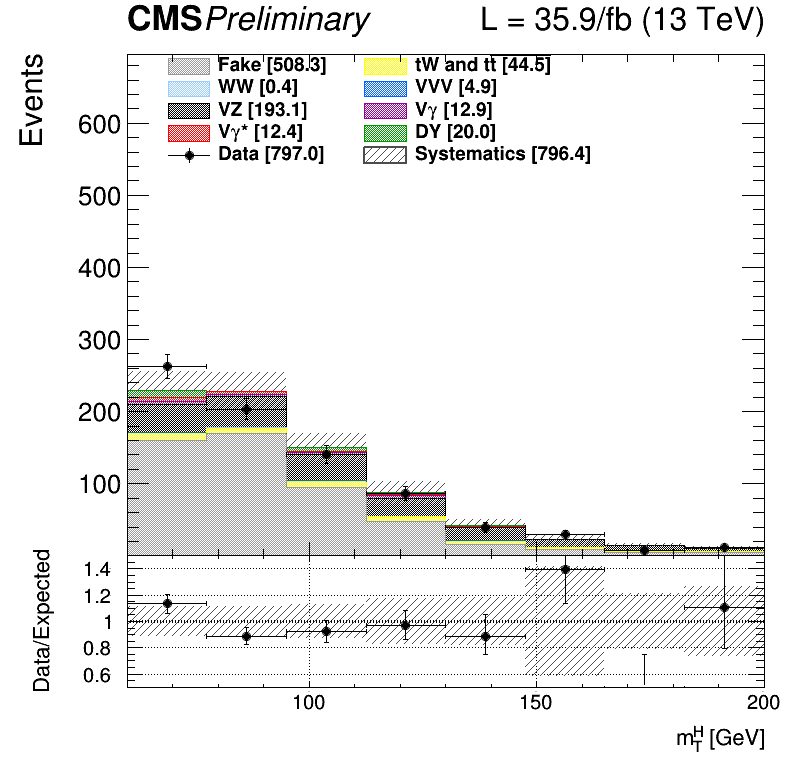 CMS Preliminary L = 35.9/fb (13 TeV)
Events
Fake [508.3] tW and tt̄ [44.5]
WW [0.4] VVV [4.9]
VZ [193.1] Vγ [12.9]
Vγ* [12.4] DY [20.0]
Data [797.0] Systematics [796.4]
600
500
400
300
200
100
Data/Expected
1.4
1.2
1
0.8
0.6
100 150 200
m_T^H [GeV]